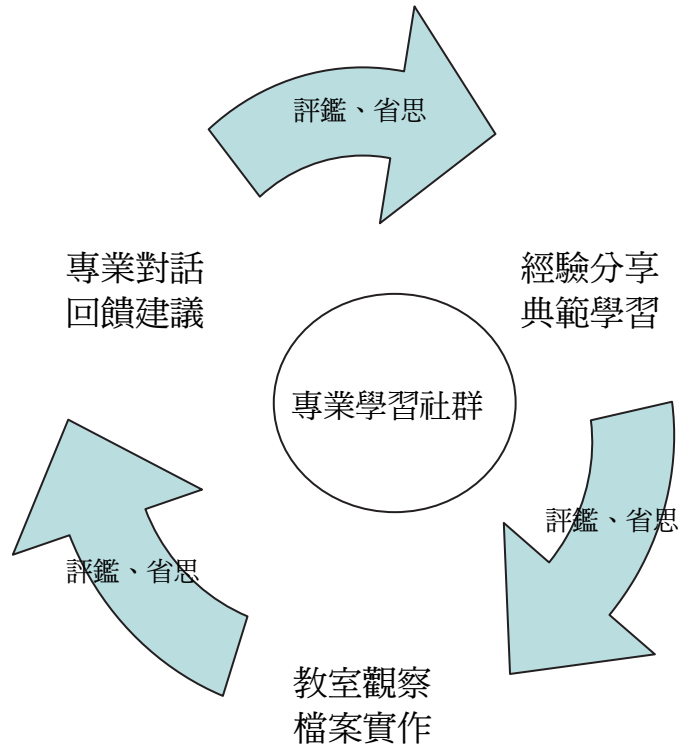 評鑑、省思
專業對話
回饋建議
經驗分享
典範學習
專業學習社群
評鑑、省思
評鑑、省思
教室觀察
檔案實作